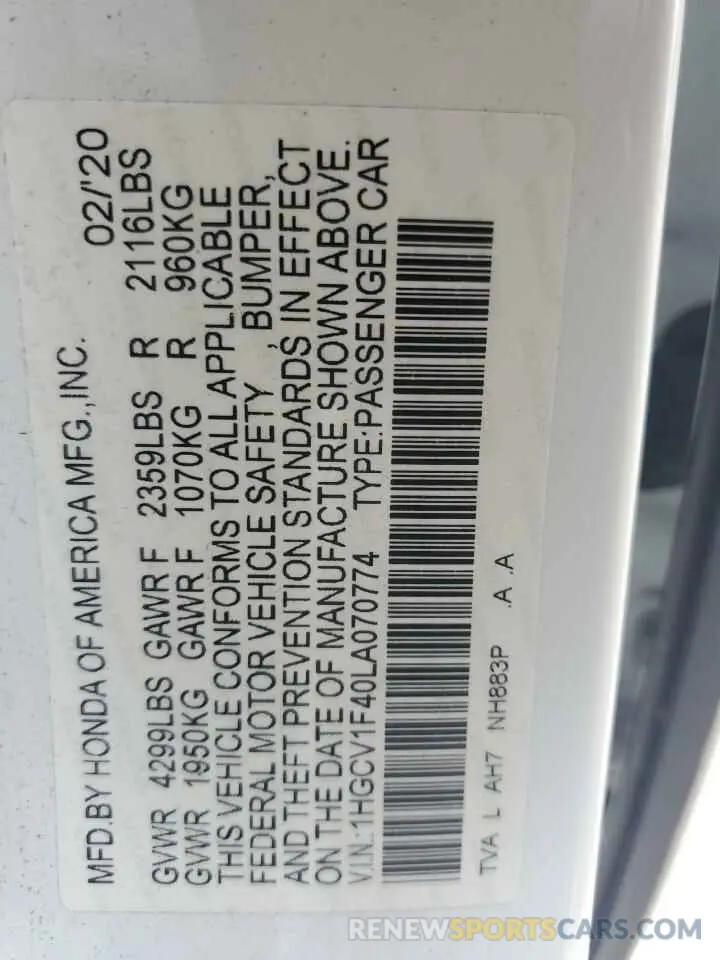 MFD.BY HONDA OF AMERICA MFG.,INC. 02/'20
GVWR 4299LBS GAWR F 2359LBS R 2116LBS
GVWR 1950KG GAWR F 1070KG R 960KG
THIS VEHICLE CONFORMS TO ALL APPLICABLE
FEDERAL MOTOR VEHICLE SAFETY , BUMPER,
AND THEFT PREVENTION STANDARDS IN EFFECT
ON THE DATE OF MANUFACTURE SHOWN ABOVE.
V.I.N.:1HGCV1F40LA070774 TYPE:PASSENGER CAR
TVA L AH7 NH883P .A .A
RENEWSPORTSCARS.COM